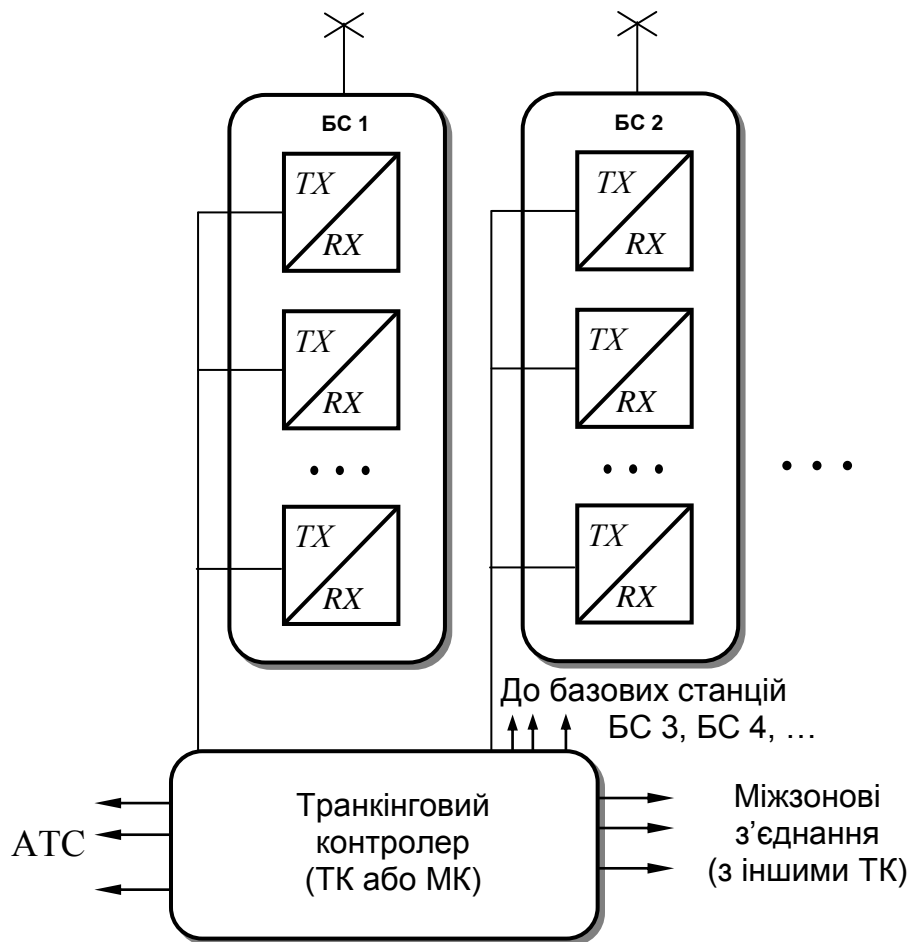 БС 1
TX
RX
TX
RX
• • •
TX
RX
БС 2
TX
RX
TX
RX
• • •
TX
RX
• • •
До базових станцій
БС 3, БС 4, …
АТС
Транкінговий
контролер
(ТК або МК)
Міжзонові
з’єднання
(з іншими ТК)